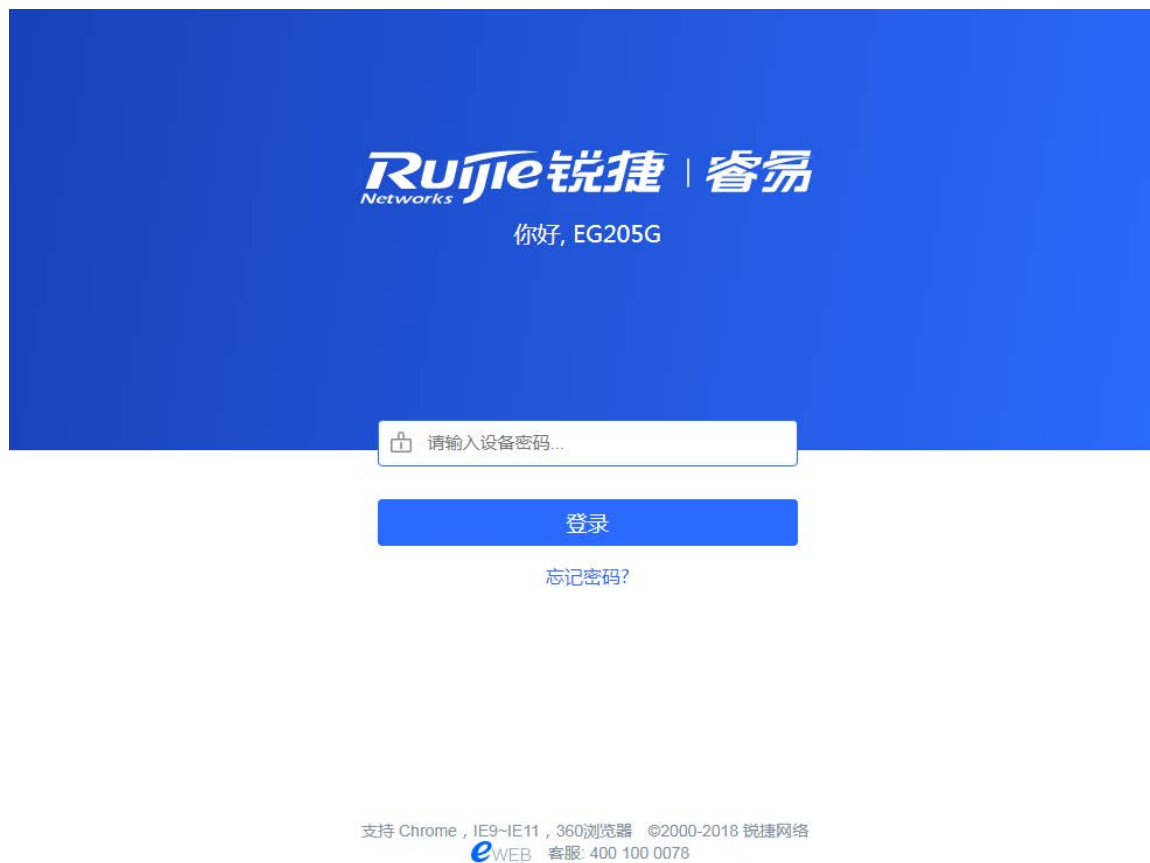 Ruijie锐捷 | 睿易
Networks
你好, EG205G
请输入设备密码...
登录
忘记密码?
支持 Chrome，IE9~IE11，360浏览器 ©2000-2018 锐捷网络
eWEB 客服: 400 100 0078